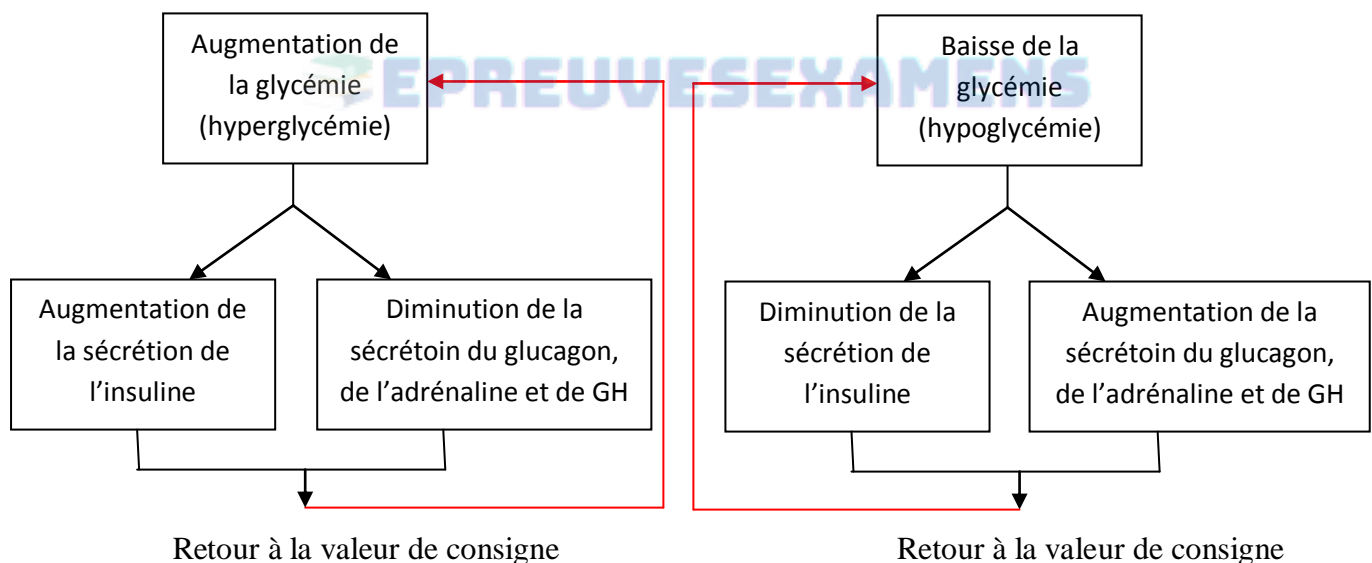 Augmentation de
la glycémie
(hyperglycémie)
Baisse de la
glycémie
(hypoglycémie)
EPREUVESEXAMENS
Augmentation de
la sécrétion de
l’insuline
Diminution de la
sécrétoin du glucagon,
de l’adrénaline et de GH
Diminution de la
sécrétion de
l’insuline
Augmentation de la
sécrétoin du glucagon,
de l’adrénaline et de GH
Retour à la valeur de consigne
Retour à la valeur de consigne